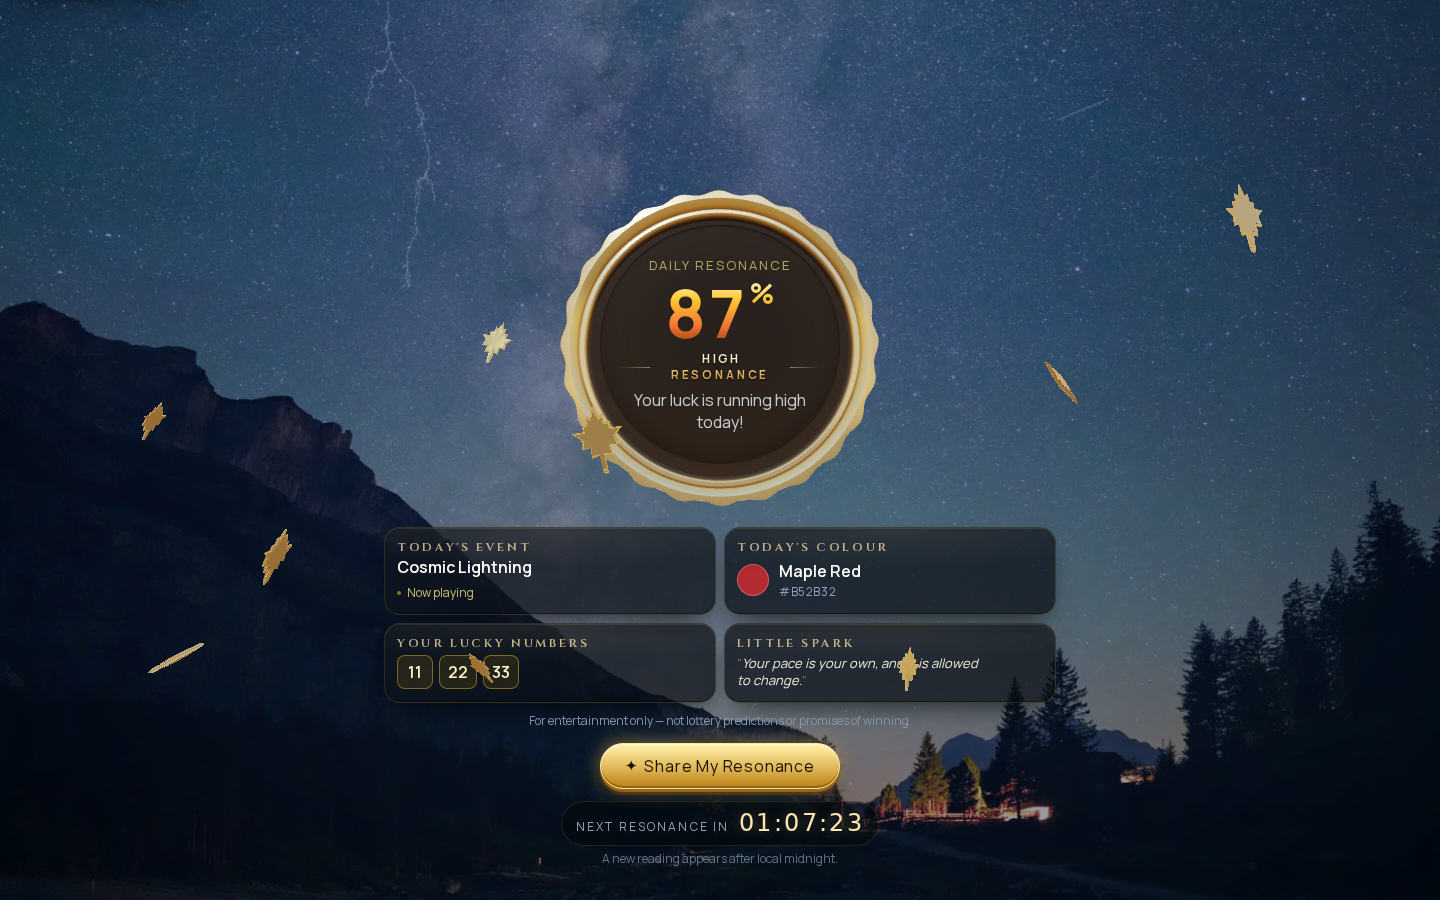 DAILY RESONANCE
87%
HIGH
RESONANCE
Your luck is running high
today!
TODAY'S EVENT
Cosmic Lightning
Now playing
TODAY'S COLOUR
Maple Red
#B52B32
YOUR LUCKY NUMBERS
11 22 33
LITTLE SPARK
"Your pace is your own, and is allowed
to change."
For entertainment only — not lottery predictions or promises of winning.
✦ Share My Resonance
NEXT RESONANCE IN 01:07:23
A new reading appears after local midnight.